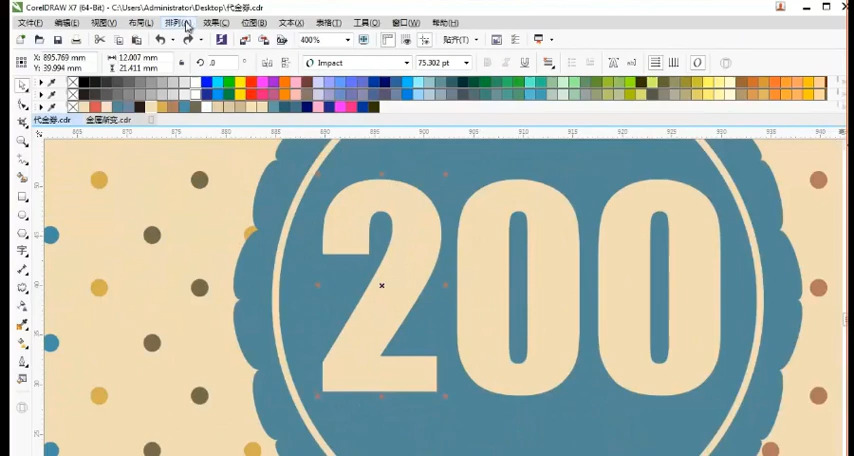 CorelDRAW X7 (64-Bit) - C:\Users\Administrator\Desktop\代金券.cdr
文件(F) 编辑(E) 视图(V) 布局(L) 排列(A) 效果(C) 位图(B) 文本(X) 表格(T) 工具(O) 窗口(W) 帮助(H)
400% 贴齐(T)
X: 895.769 mm 12.007 mm .0 ° Impact 75.302 pt
Y: 39.994 mm 21.411 mm
代金券.cdr 金属渐变.cdr
865 870 875 880 885 890 895 900 905 910 915 920 925 930 935 940
200